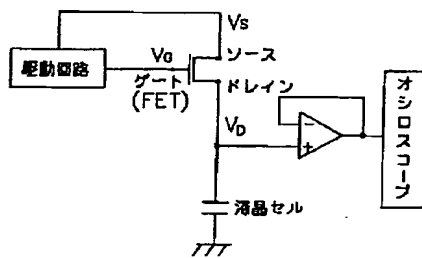 VS
駆動回路
VG
ゲート
(FET)
ソース
ドレイン
VD
−
+
オシロスコープ
液晶セル